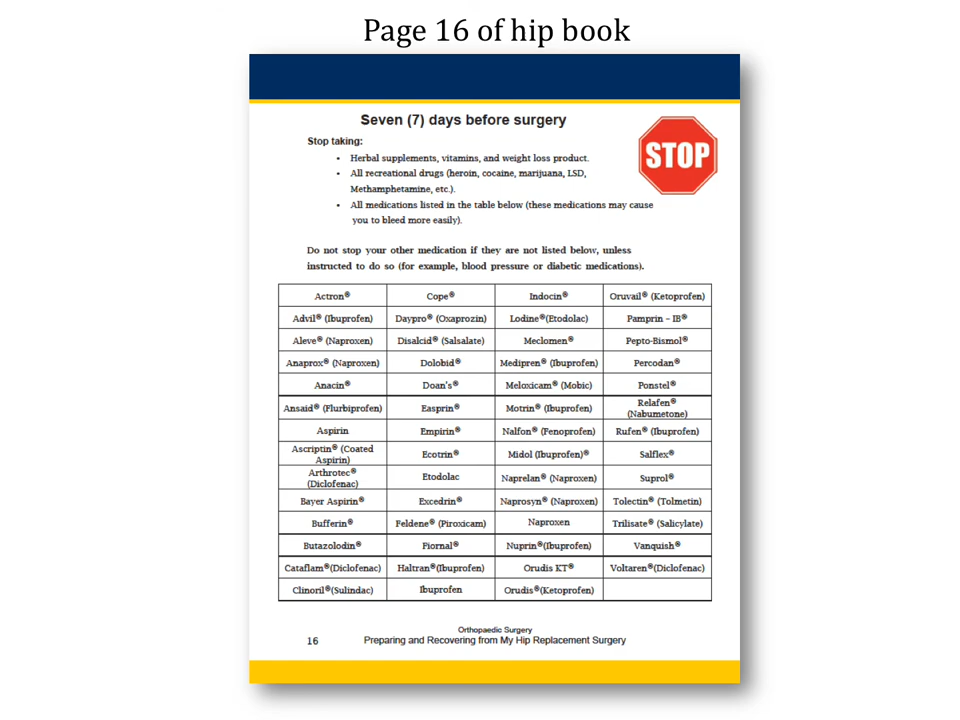 Page 16 of hip book
Seven (7) days before surgery
STOP
Stop taking:
• Herbal supplements, vitamins, and weight loss product.
• All recreational drugs (heroin, cocaine, marijuana, LSD,
Methamphetamine, etc.).
• All medications listed in the table below (these medications may cause
you to bleed more easily).
Do not stop your other medication if they are not listed below, unless
instructed to do so (for example, blood pressure or diabetic medications).
Actron® Cope® Indocin® Oruvail® (Ketoprofen)
Advil® (Ibuprofen) Daypro® (Oxaprozin) Lodine®(Etodolac) Pamprin – IB®
Aleve® (Naproxen) Disalcid® (Salsalate) Meclomen® Pepto-Bismol®
Anaprox® (Naproxen) Dolobid® Medipren® (Ibuprofen) Percodan®
Anacin® Doan's® Meloxicam® (Mobic) Ponstel®
Ansaid® (Flurbiprofen) Easprin® Motrin® (Ibuprofen) Relafen®
(Nabumetone)
Aspirin Empirin® Nalfon® (Fenoprofen) Rufen® (Ibuprofen)
Ascriptin® (Coated
Aspirin) Ecotrin® Midol (Ibuprofen)® Salflex®
Arthrotec®
(Diclofenac) Etodolac Naprelan® (Naproxen) Suprol®
Bayer Aspirin® Excedrin® Naprosyn® (Naproxen) Tolectin® (Tolmetin)
Bufferin® Feldene® (Piroxicam) Naproxen Trilisate® (Salicylate)
Butazolodin® Fiornal® Nuprin®(Ibuprofen) Vanquish®
Cataflam®(Diclofenac) Haltran®(Ibuprofen) Orudis KT® Voltaren®(Diclofenac)
Clinoril®(Sulindac) Ibuprofen Orudis®(Ketoprofen)
Orthopaedic Surgery
16 Preparing and Recovering from My Hip Replacement Surgery